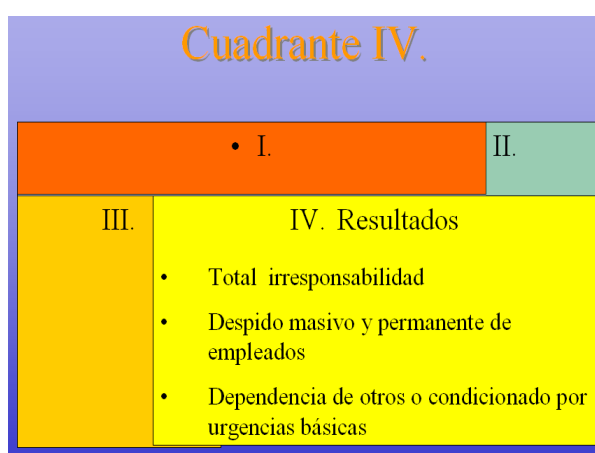 Cuadrante IV.
• I.
II.
III.
IV. Resultados
• Total irresponsabilidad
• Despido masivo y permanente de
empleados
• Dependencia de otros o condicionado por
urgencias básicas